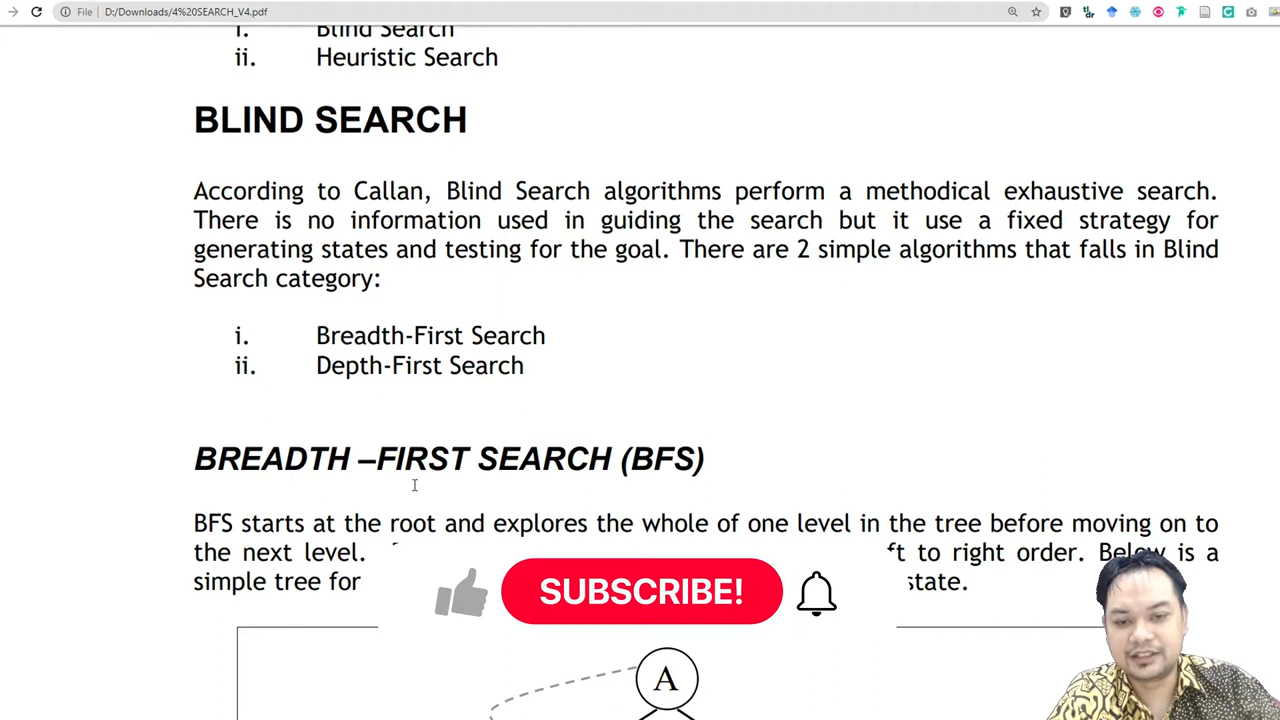 File D:/Downloads/4%20SEARCH_V4.pdf
i. Blind Search
ii. Heuristic Search
BLIND SEARCH
According to Callan, Blind Search algorithms perform a methodical exhaustive search.
There is no information used in guiding the search but it use a fixed strategy for
generating states and testing for the goal. There are 2 simple algorithms that falls in Blind
Search category:
i. Breadth-First Search
ii. Depth-First Search
BREADTH –FIRST SEARCH (BFS)
BFS starts at the root and explores the whole of one level in the tree before moving on to
the next level. to right order. Below is a
simple tree for state.
SUBSCRIBE!
A